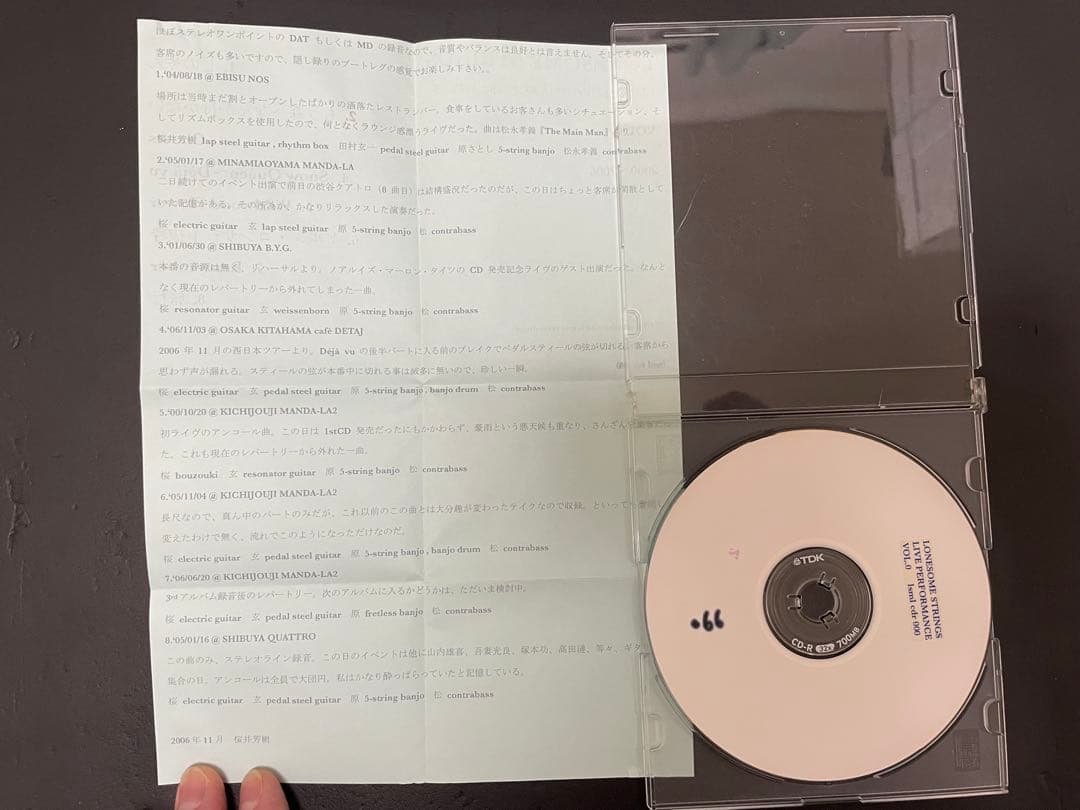 ほぼステレオワンポイントの DAT もしくは MD の録音なので、音質やバランスは良好とは言えません。そしてその分、
客席のノイズも多いですので、隠し録りのブートレグの感覚でお楽しみ下さい。
1.'04/08/18 @ EBISU NOS
場所は当時まだ割とオープンしたばかりの洒落たレストランバー。食事をしているお客さんも多いシチュエーション、そ
してリズムボックスを使用したので、何となくラウンジ感漂うライヴだった。曲は松永孝義『The Main Man』より。
桜井芳樹 lap steel guitar , rhythm box 田村玄一 pedal steel guitar 原さとし 5-string banjo 松永孝義 contrabass
2.'05/01/17 @ MINAMIAOYAMA MANDA-LA
二日続けてのイベント出演で前日の渋谷クアトロ（8 曲目）は結構盛況だったのだが、この日はちょっと客席が閑散として
いた記憶がある。その所為か、かなりリラックスした演奏だった。
桜 electric guitar 玄 lap steel guitar 原 5-string banjo 松 contrabass
3.'01/06/30 @ SHIBUYA B.Y.G.
本番の音源は無く、リハーサルより。ノアルイズ・マーロン・タイツの CD 発売記念ライヴのゲスト出演だった。なんと
なく現在のレパートリーから外れてしまった一曲。
桜 resonator guitar 玄 weissenborn 原 5-string banjo 松 contrabass
4.'06/11/03 @ OSAKA KITAHAMA cafè DETAJ
2006 年 11 月の西日本ツアーより。Déjà vu の後半パートに入る前のブレイクでペダルスティールの弦が切れる。客席から
思わず声が漏れる。スティールの弦が本番中に切れる事は滅多に無いので、珍しい一瞬。
桜 electric guitar 玄 pedal steel guitar 原 5-string banjo , banjo drum 松 contrabass
5.'00/10/20 @ KICHIJOUJI MANDA-LA2
初ライヴのアンコール曲。この日は 1stCD 発売だったにもかかわらず、豪雨という悪天候も重なり、さんざんな
た。これも現在のレパートリーから外れた一曲。
桜 bouzouki 玄 resonator guitar 原 5-string banjo 松 contrabass
6.'05/11/04 @ KICHIJOUJI MANDA-LA2
長尺なので、真ん中のパートのみだが、これ以前のこの曲とは大分趣が変わったテイクなので収録。といって
変えたわけで無く、流れでこのようになっただけなのだ。
桜 electric guitar 玄 pedal steel guitar 原 5-string banjo , banjo drum 松 contrabass
7.'06/06/20 @ KICHIJOUJI MANDA-LA2
3rd アルバム録音後のレパートリー。次のアルバムに入るかどうかは、ただいま検討中。
桜 electric guitar 玄 pedal steel guitar 原 fretless banjo 松 contrabass
8.'05/01/16 @ SHIBUYA QUATTRO
この曲のみ、ステレオライン録音。この日のイベントは他に山内雄喜、吾妻光良、塚本功、高田漣、等々、ギタ
集合の日。アンコールは全員で大団円。私はかなり酔っぱらっていたと記憶している。
桜 electric guitar 玄 pedal steel guitar 原 5-string banjo 松 contrabass
2006 年 11 月 桜井芳樹
LONESOME STRINGS
LIVE PERFORMANCE
VOL.0 lsml cdr 000
TDK
CD-R 32x 700MB